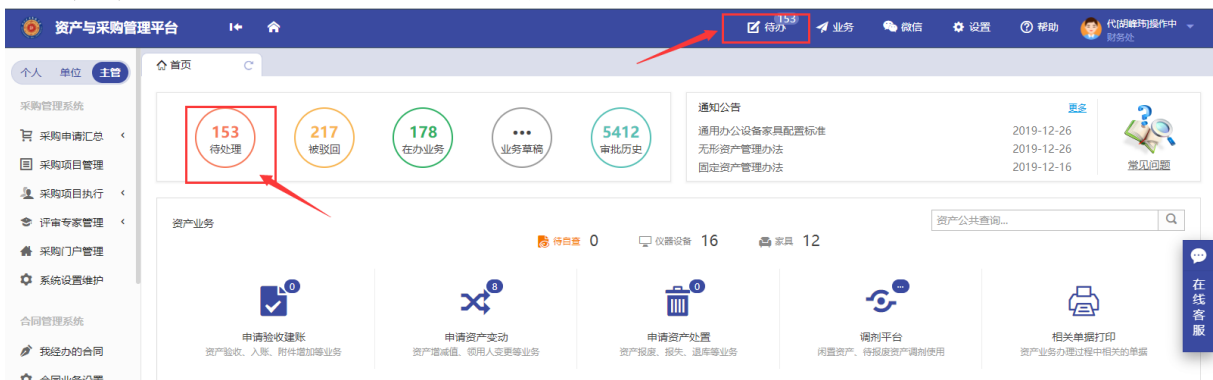 资产与采购管理平台
153
待办
业务
微信
设置
帮助
代[胡峰玮]操作中
财务处
个人 单位 主管
首页
采购管理系统
采购申请汇总
采购项目管理
采购项目执行
评审专家管理
采购门户管理
系统设置维护
合同管理系统
我经办的合同
合同业务设置
153
待处理
217
被驳回
178
在办业务
•••
业务草稿
5412
审批历史
通知公告 更多
通用办公设备家具配置标准 2019-12-26
无形资产管理办法 2019-12-26
固定资产管理办法 2019-12-16
常见问题
资产业务
待自查 0 仪器设备 16 家具 12
资产公共查询...
0
申请验收建账
资产验收、入账、附件增加等业务
8
申请资产变动
资产增减值、领用人变更等业务
0
申请资产处置
资产报废、报失、退库等业务
调剂平台
闲置资产、待报废资产调剂使用
相关单据打印
资产业务办理过程中相关的单据
在线客服